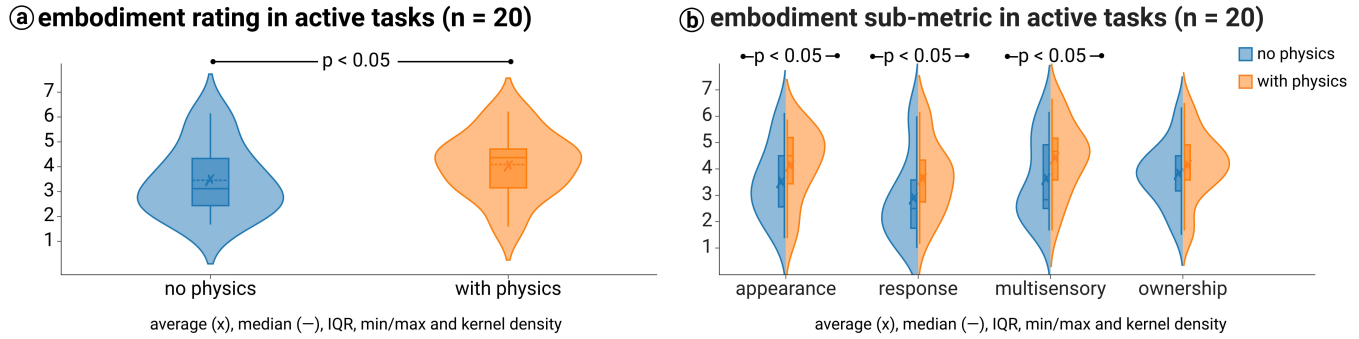 a embodiment rating in active tasks (n = 20)
p < 0.05
7
6
5
4
3
2
1
no physics
with physics
average (x), median (—), IQR, min/max and kernel density
b embodiment sub-metric in active tasks (n = 20)
p < 0.05
p < 0.05
p < 0.05
no physics
with physics
7
6
5
4
3
2
1
appearance
response
multisensory
ownership
average (x), median (—), IQR, min/max and kernel density